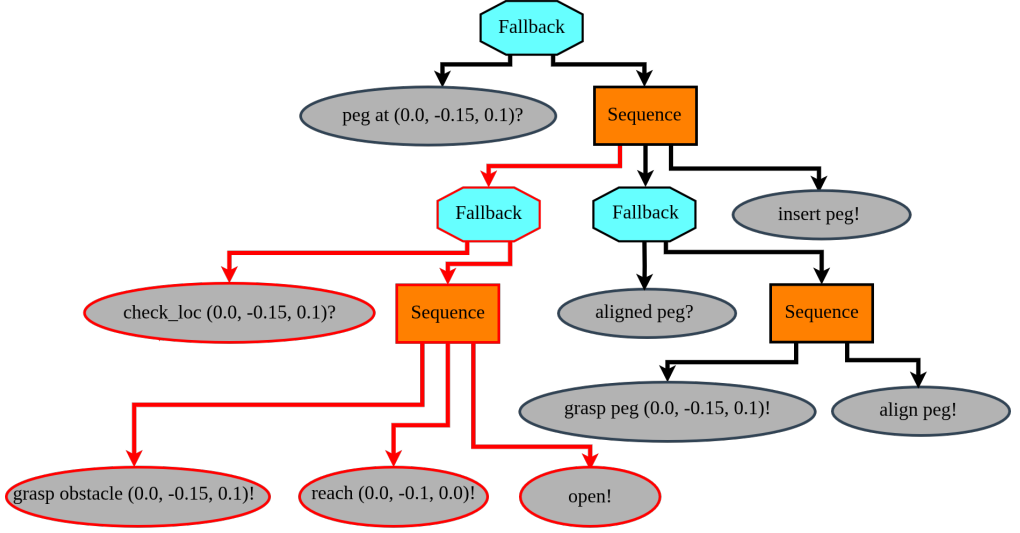 Fallback
peg at (0.0, -0.15, 0.1)?
Sequence
Fallback
Fallback
insert peg!
check_loc (0.0, -0.15, 0.1)?
Sequence
aligned peg?
Sequence
grasp peg (0.0, -0.15, 0.1)!
align peg!
grasp obstacle (0.0, -0.15, 0.1)!
reach (0.0, -0.1, 0.0)!
open!